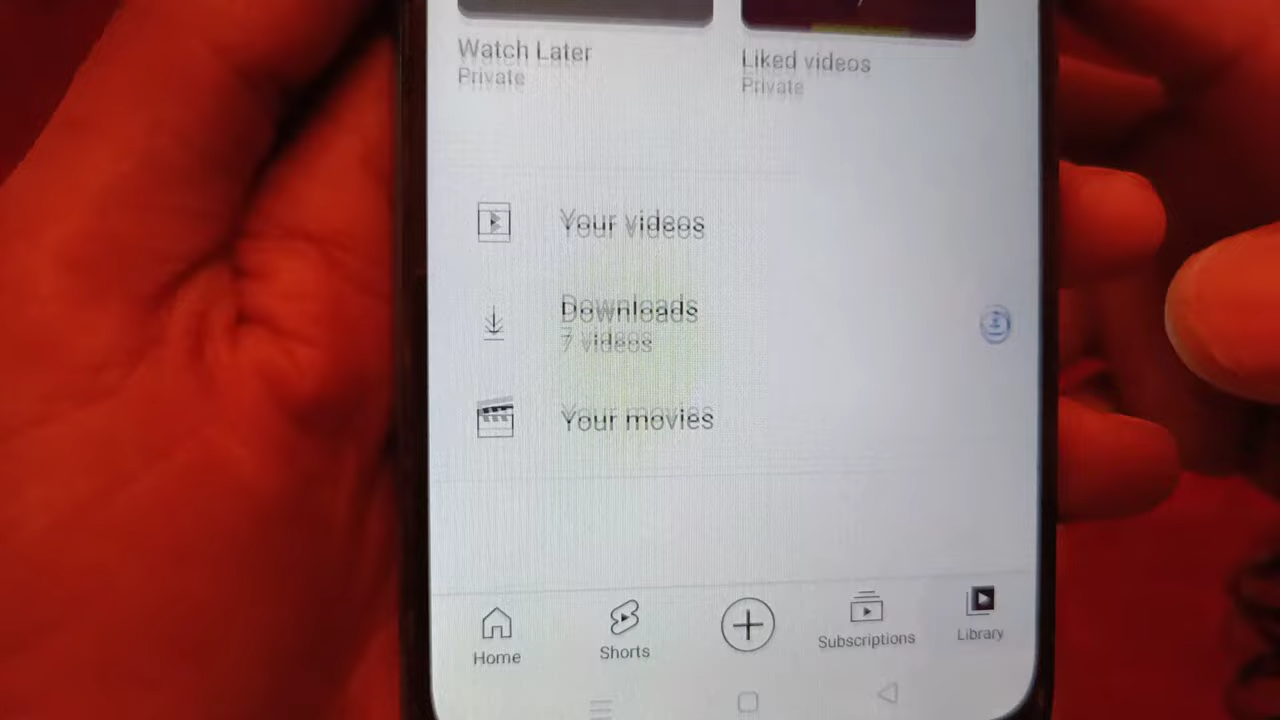 Watch Later
Private
Liked videos
Private
Your videos
Downloads
7 videos
Your movies
Home
Shorts
Subscriptions
Library